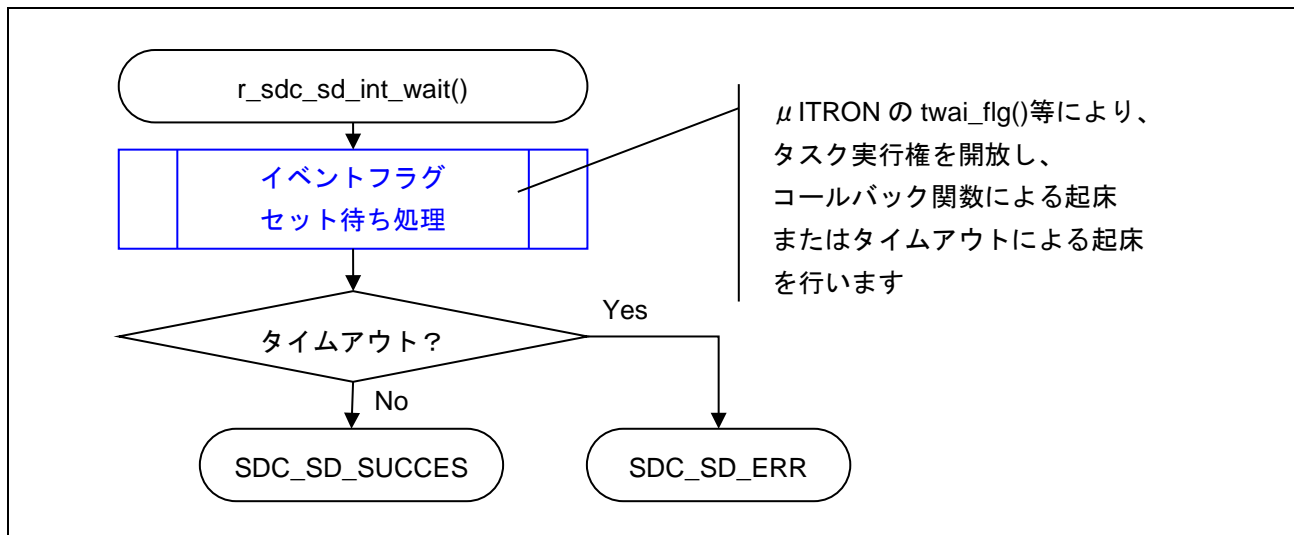 r_sdc_sd_int_wait()
イベントフラグ
セット待ち処理
μ ITRON の twai_flg()等により、
タスク実行権を開放し、
コールバック関数による起床
またはタイムアウトによる起床
を行います
タイムアウト？
Yes
No
SDC_SD_SUCCES
SDC_SD_ERR